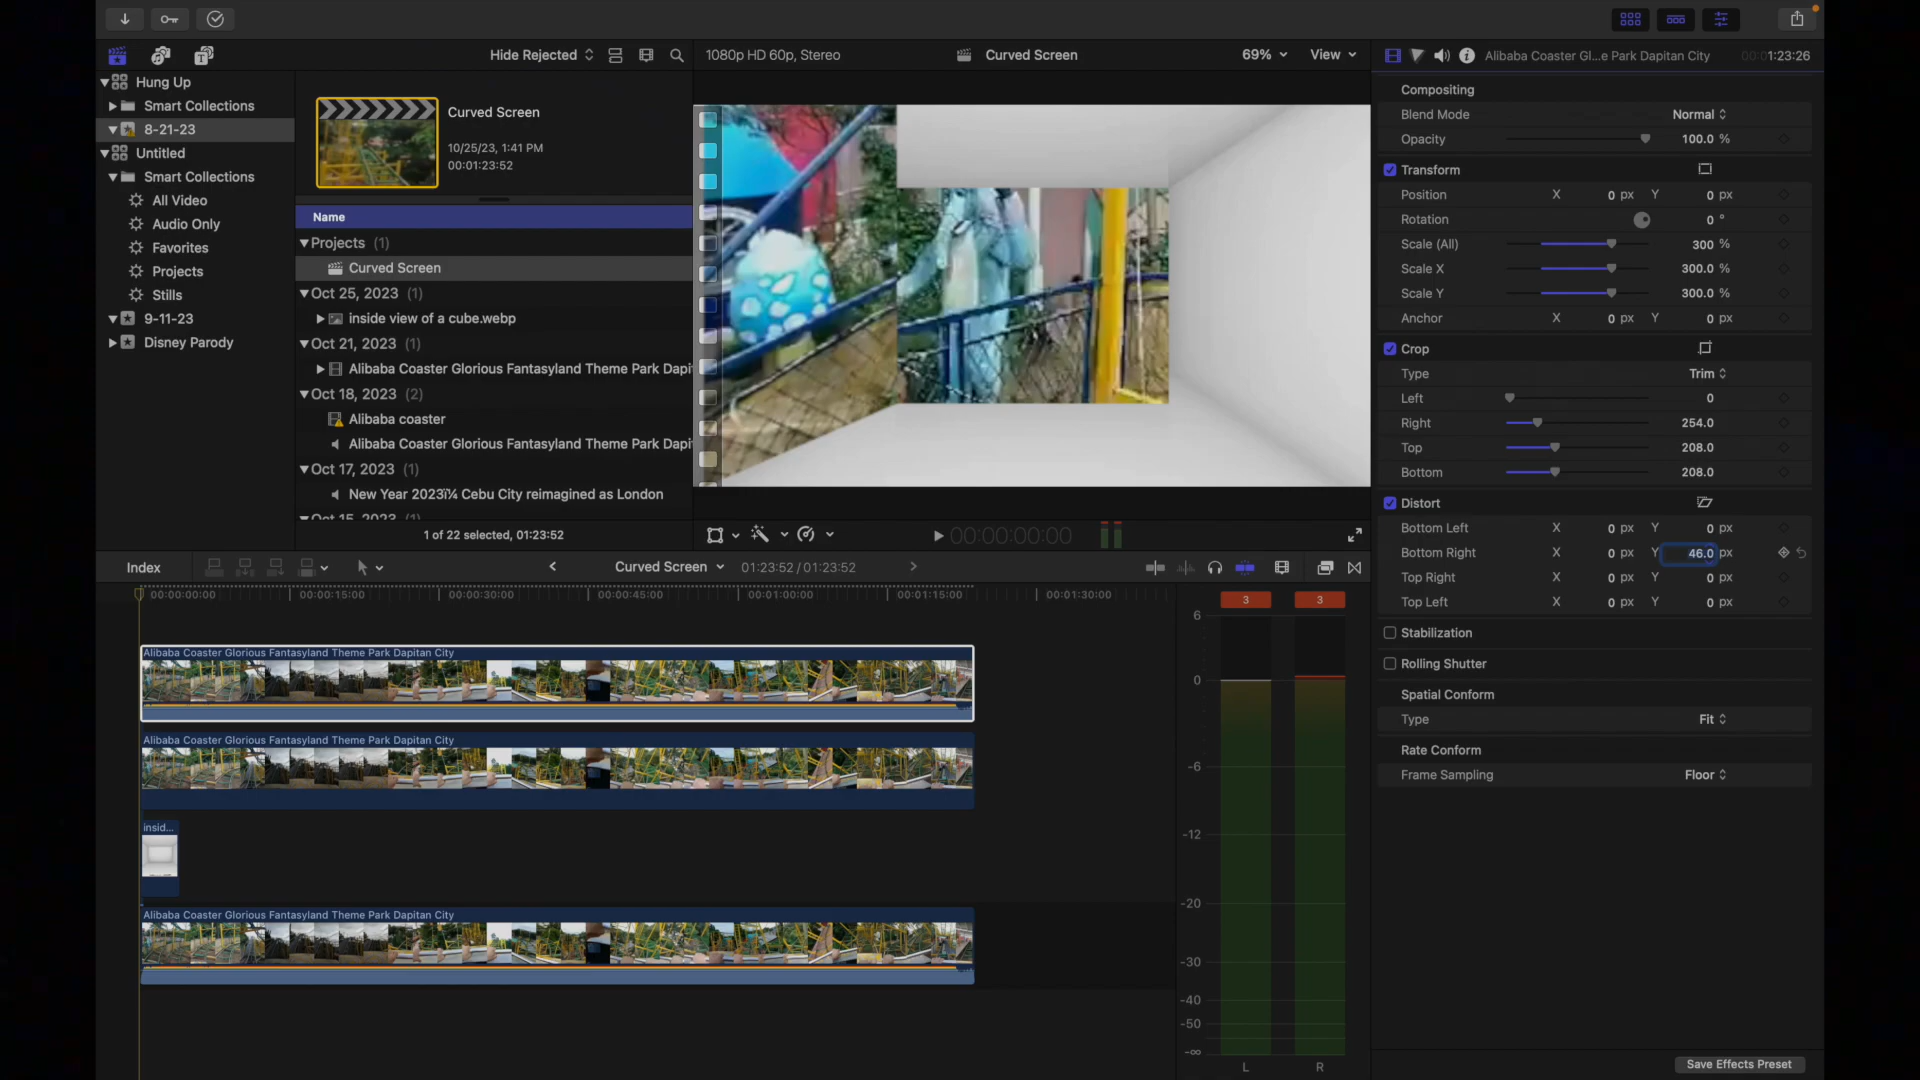 Hide Rejected
1080p HD 60p, Stereo
Curved Screen
69%
View
Alibaba Coaster Gl...e Park Dapitan City
00:01:23:26
Hung Up
Smart Collections
8-21-23
Untitled
Smart Collections
All Video
Audio Only
Favorites
Projects
Stills
9-11-23
Disney Parody
Curved Screen
10/25/23, 1:41 PM
00:01:23:52
Name
Projects (1)
Curved Screen
Oct 25, 2023 (1)
inside view of a cube.webp
Oct 21, 2023 (1)
Alibaba Coaster Glorious Fantasyland Theme Park Dapi
Oct 18, 2023 (2)
Alibaba coaster
Alibaba Coaster Glorious Fantasyland Theme Park Dapi
Oct 17, 2023 (1)
New Year 2023ï¼ Cebu City reimagined as London
Oct 15, 2023 (1)
1 of 22 selected, 01:23:52
00:00:00:00
Compositing
Blend Mode Normal
Opacity 100.0 %
Transform
Position X 0 px Y 0 px
Rotation 0 °
Scale (All) 300 %
Scale X 300.0 %
Scale Y 300.0 %
Anchor X 0 px Y 0 px
Crop
Type Trim
Left 0
Right 254.0
Top 208.0
Bottom 208.0
Distort
Bottom Left X 0 px Y 0 px
Bottom Right X 0 px Y 46.0 px
Top Right X 0 px Y 0 px
Top Left X 0 px Y 0 px
Stabilization
Rolling Shutter
Spatial Conform
Type Fit
Rate Conform
Frame Sampling Floor
Save Effects Preset
Index
Curved Screen
01:23:52 / 01:23:52
00:00:00:00
00:00:15:00
00:00:30:00
00:00:45:00
00:01:00:00
00:01:15:00
00:01:30:00
Alibaba Coaster Glorious Fantasyland Theme Park Dapitan City
Alibaba Coaster Glorious Fantasyland Theme Park Dapitan City
insid...
Alibaba Coaster Glorious Fantasyland Theme Park Dapitan City
3 3
6
0
-6
-12
-20
-30
-40
-50
-∞
L R